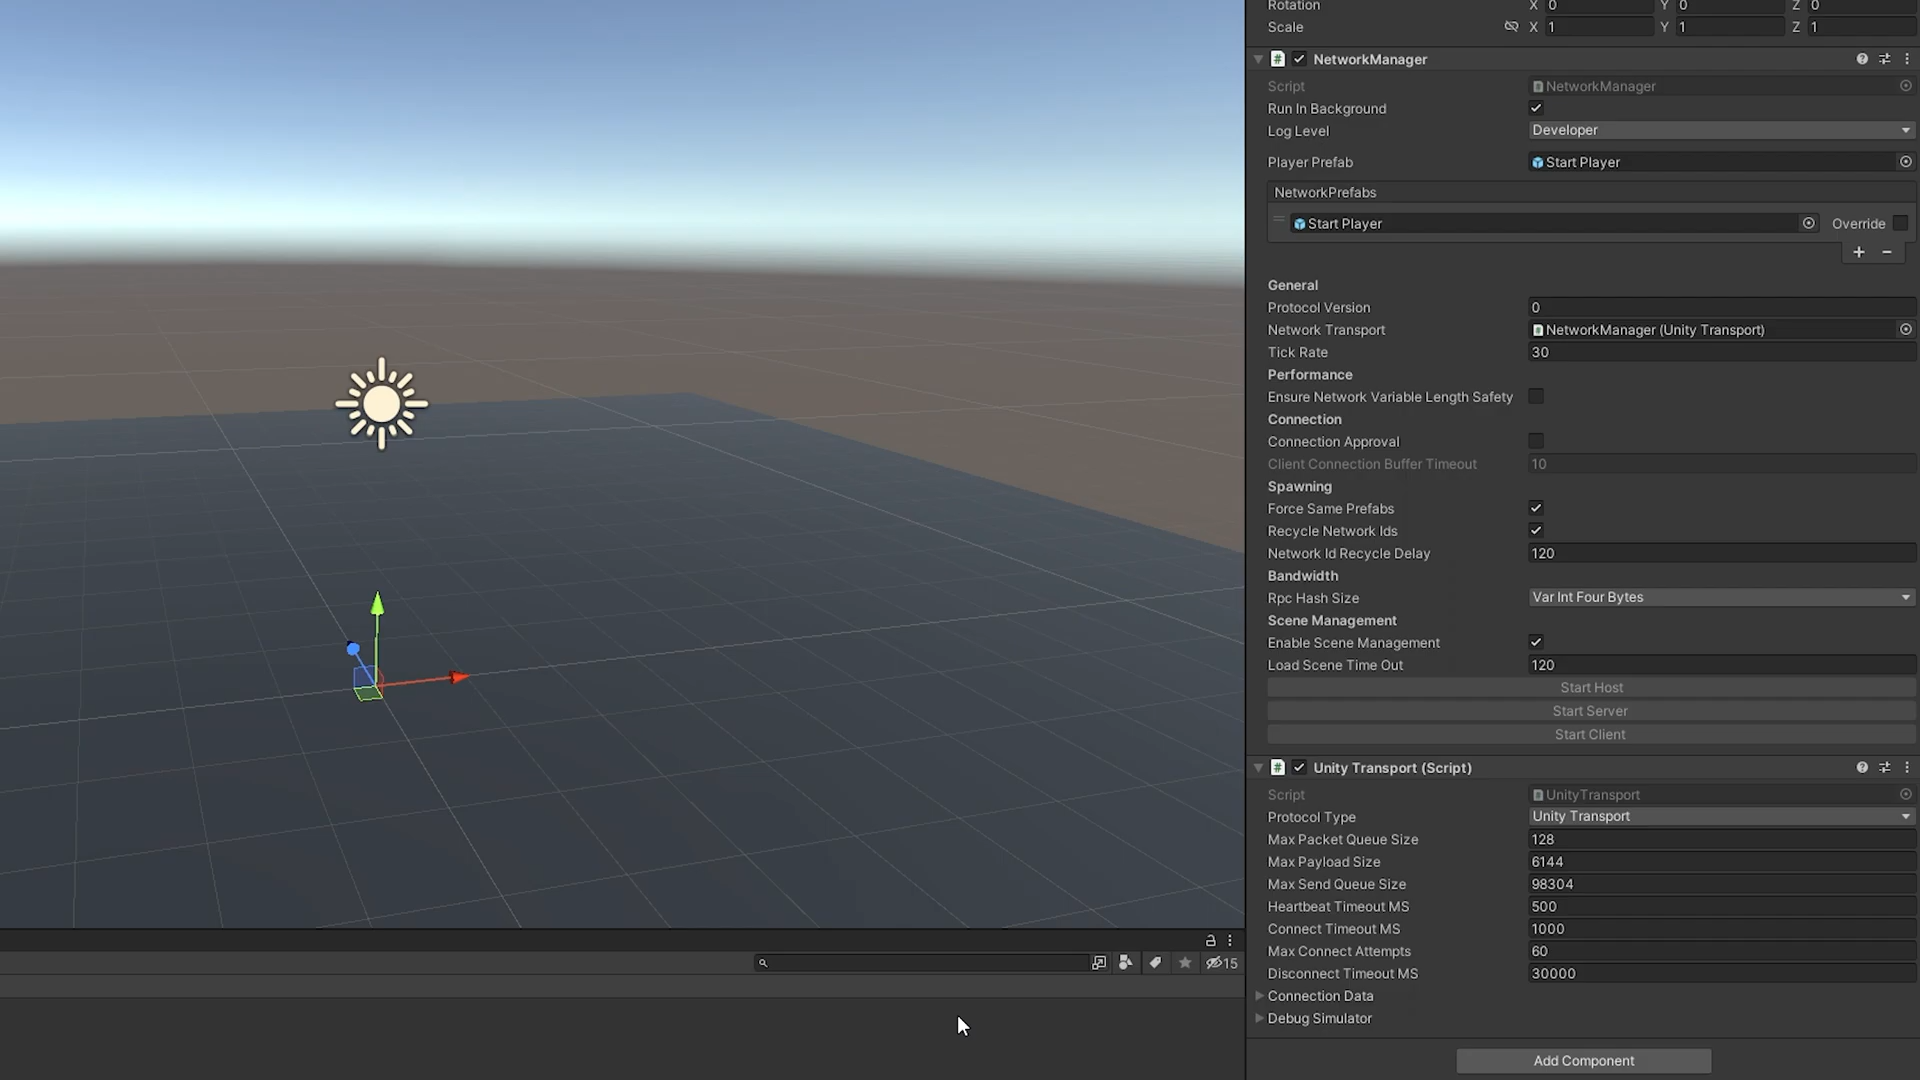 Rotation X 0 Y 0 Z 0
Scale X 1 Y 1 Z 1
NetworkManager
Script NetworkManager
Run In Background
Log Level Developer
Player Prefab Start Player
NetworkPrefabs
Start Player Override
+ −
General
Protocol Version 0
Network Transport NetworkManager (Unity Transport)
Tick Rate 30
Performance
Ensure Network Variable Length Safety
Connection
Connection Approval
Client Connection Buffer Timeout 10
Spawning
Force Same Prefabs
Recycle Network Ids
Network Id Recycle Delay 120
Bandwidth
Rpc Hash Size Var Int Four Bytes
Scene Management
Enable Scene Management
Load Scene Time Out 120
Start Host
Start Server
Start Client
Unity Transport (Script)
Script UnityTransport
Protocol Type Unity Transport
Max Packet Queue Size 128
Max Payload Size 6144
Max Send Queue Size 98304
Heartbeat Timeout MS 500
Connect Timeout MS 1000
Max Connect Attempts 60
Disconnect Timeout MS 30000
Connection Data
Debug Simulator
Add Component
15